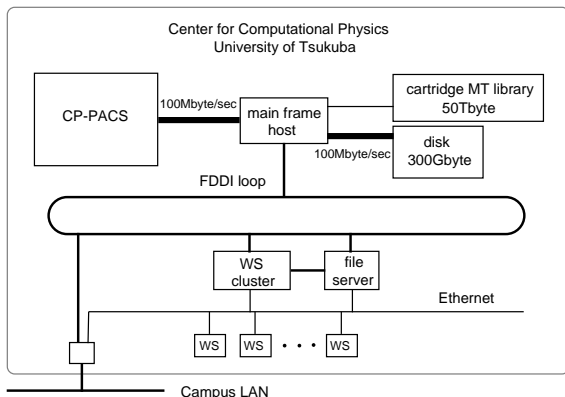 Center for Computational Physics
University of Tsukuba
CP-PACS
100Mbyte/sec
main frame
host
cartridge MT library
50Tbyte
100Mbyte/sec
disk
300Gbyte
FDDI loop
WS
cluster
file
server
Ethernet
WS
WS
• • •
WS
Campus LAN